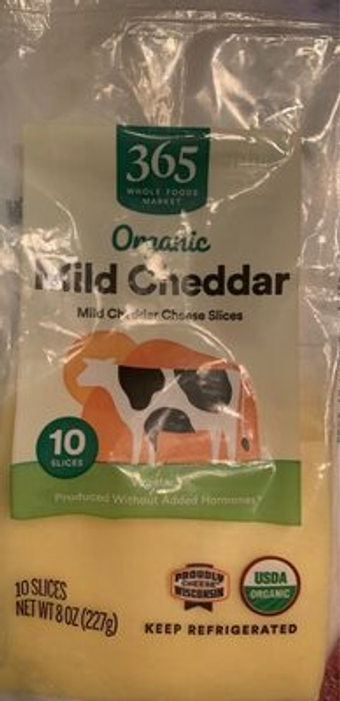 365
WHOLE FOODS
MARKET
Organic
Mild Cheddar
Mild Cheddar Cheese Slices
10
SLICES
Produced Without Added Hormones*
10 SLICES
NET WT 8 OZ (227g)
PROUDLY
WISCONSIN
CHEESE
USDA
ORGANIC
KEEP REFRIGERATED